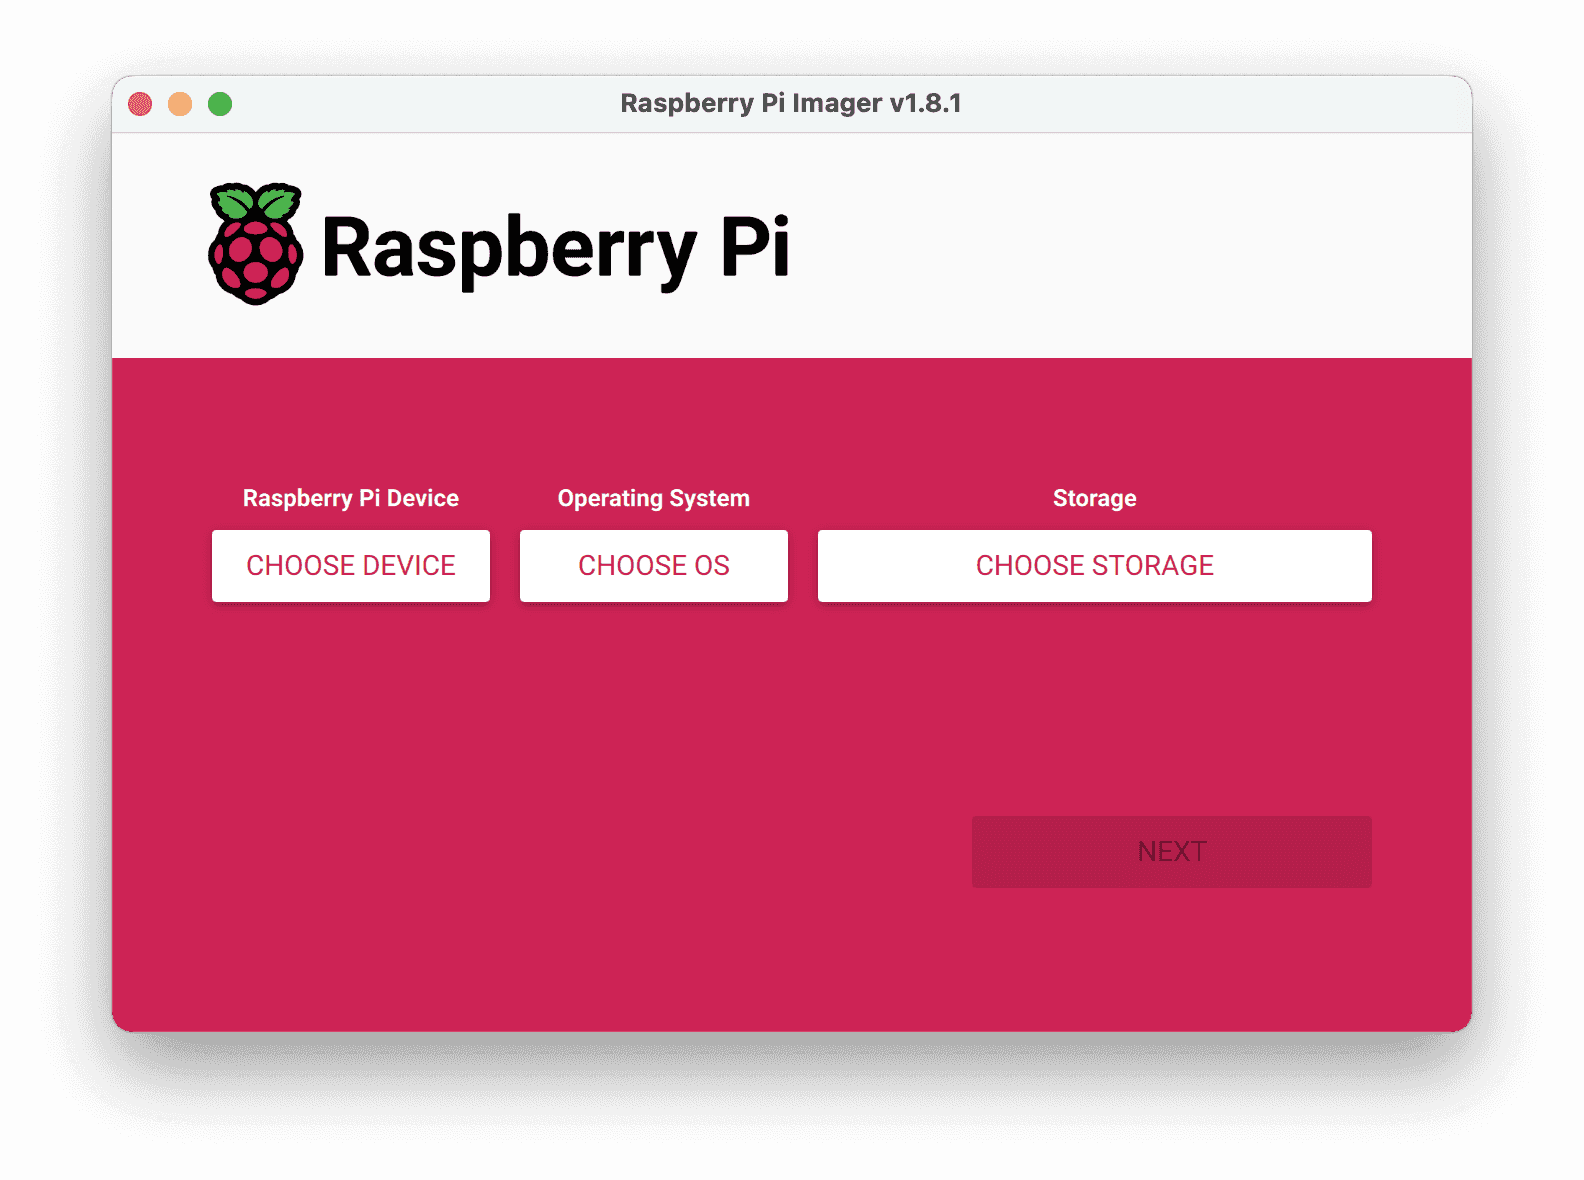 Raspberry Pi Imager v1.8.1
Raspberry Pi
Raspberry Pi Device
Operating System
Storage
CHOOSE DEVICE
CHOOSE OS
CHOOSE STORAGE
NEXT